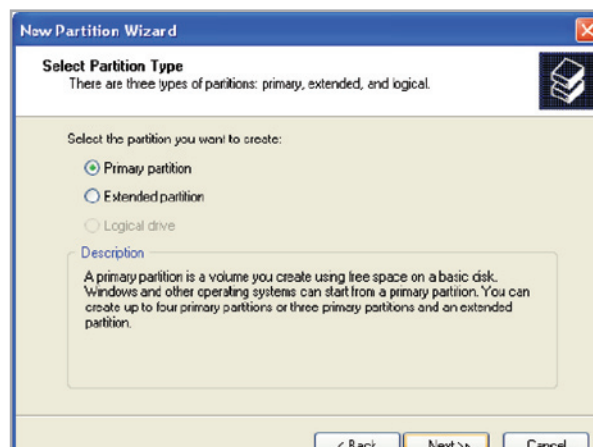 New Partition Wizard
Select Partition Type
There are three types of partitions: primary, extended, and logical.
Select the partition you want to create:
Primary partition
Extended partition
Logical drive
Description
A primary partition is a volume you create using free space on a basic disk.
Windows and other operating systems can start from a primary partition. You can
create up to four primary partitions or three primary partitions and an extended
partition.
< Back Next > Cancel